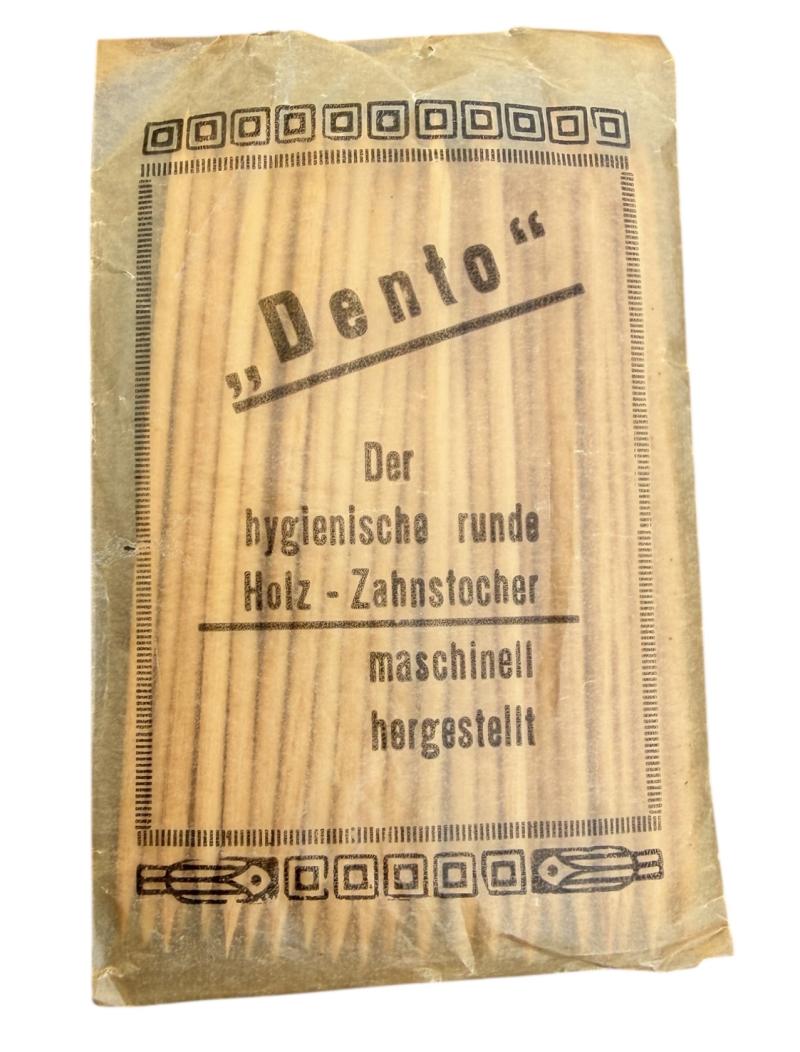 „Dento“
Der
hygienische runde
Holz - Zahnstocher
maschinell
hergestellt